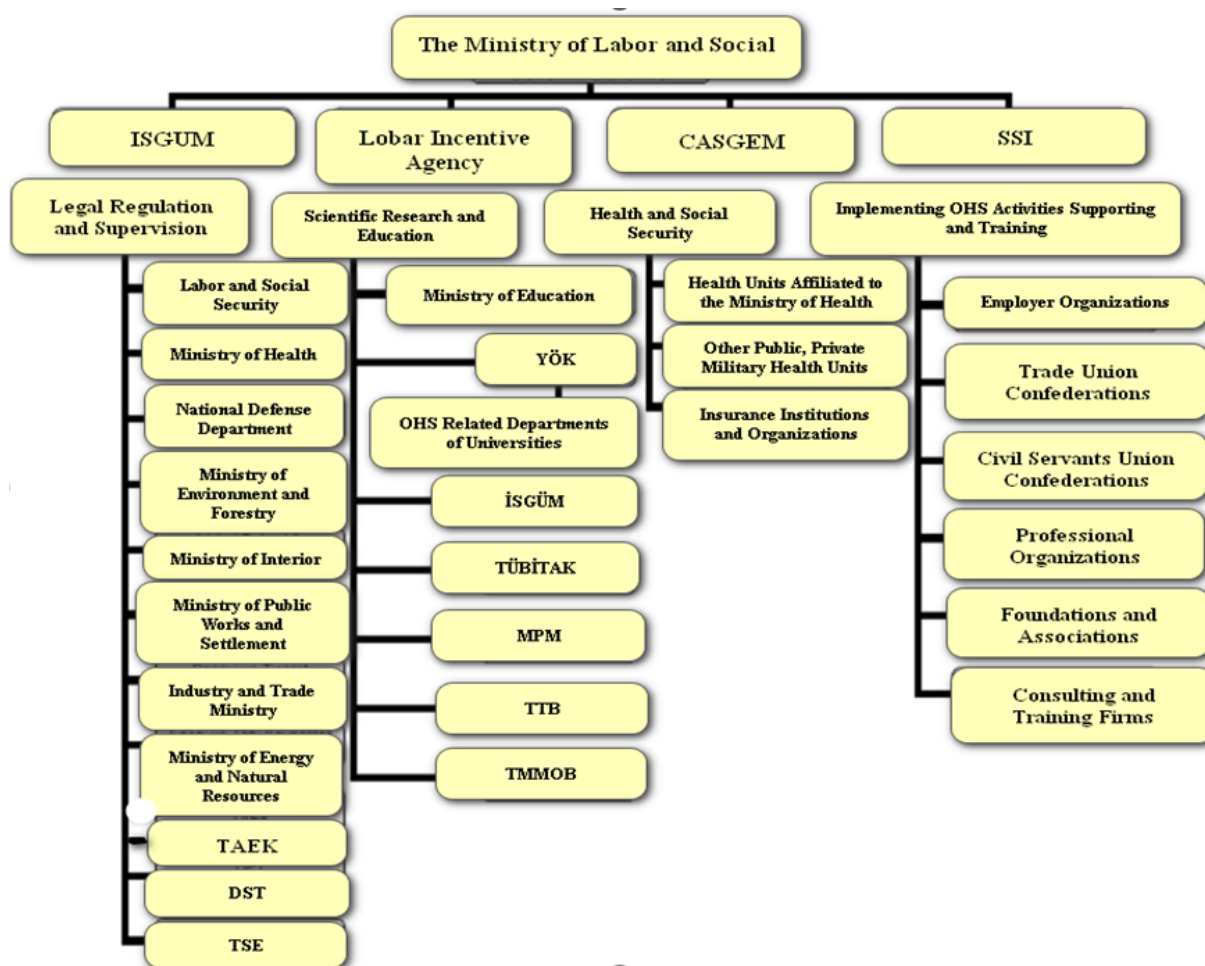 The Ministry of Labor and Social
ISGUM
Lobar Incentive
Agency
CASGEM
SSI
Legal Regulation
and Supervision
Labor and Social
Security
Ministry of Health
National Defense
Department
Ministry of
Environment and
Forestry
Ministry of Interior
Ministry of Public
Works and
Settlement
Industry and Trade
Ministry
Ministry of Energy
and Natural
Resources
TAEK
DST
TSE
Scientific Research and
Education
Ministry of Education
YÖK
OHS Related Departments
of Universities
İSGÜM
TÜBİTAK
MPM
TTB
TMMOB
Health and Social
Security
Health Units Affiliated to
the Ministry of Health
Other Public, Private
Military Health Units
Insurance Institutions
and Organizations
Implementing OHS Activities Supporting
and Training
Employer Organizations
Trade Union
Confederations
Civil Servants Union
Confederations
Professional
Organizations
Foundations and
Associations
Consulting and
Training Firms